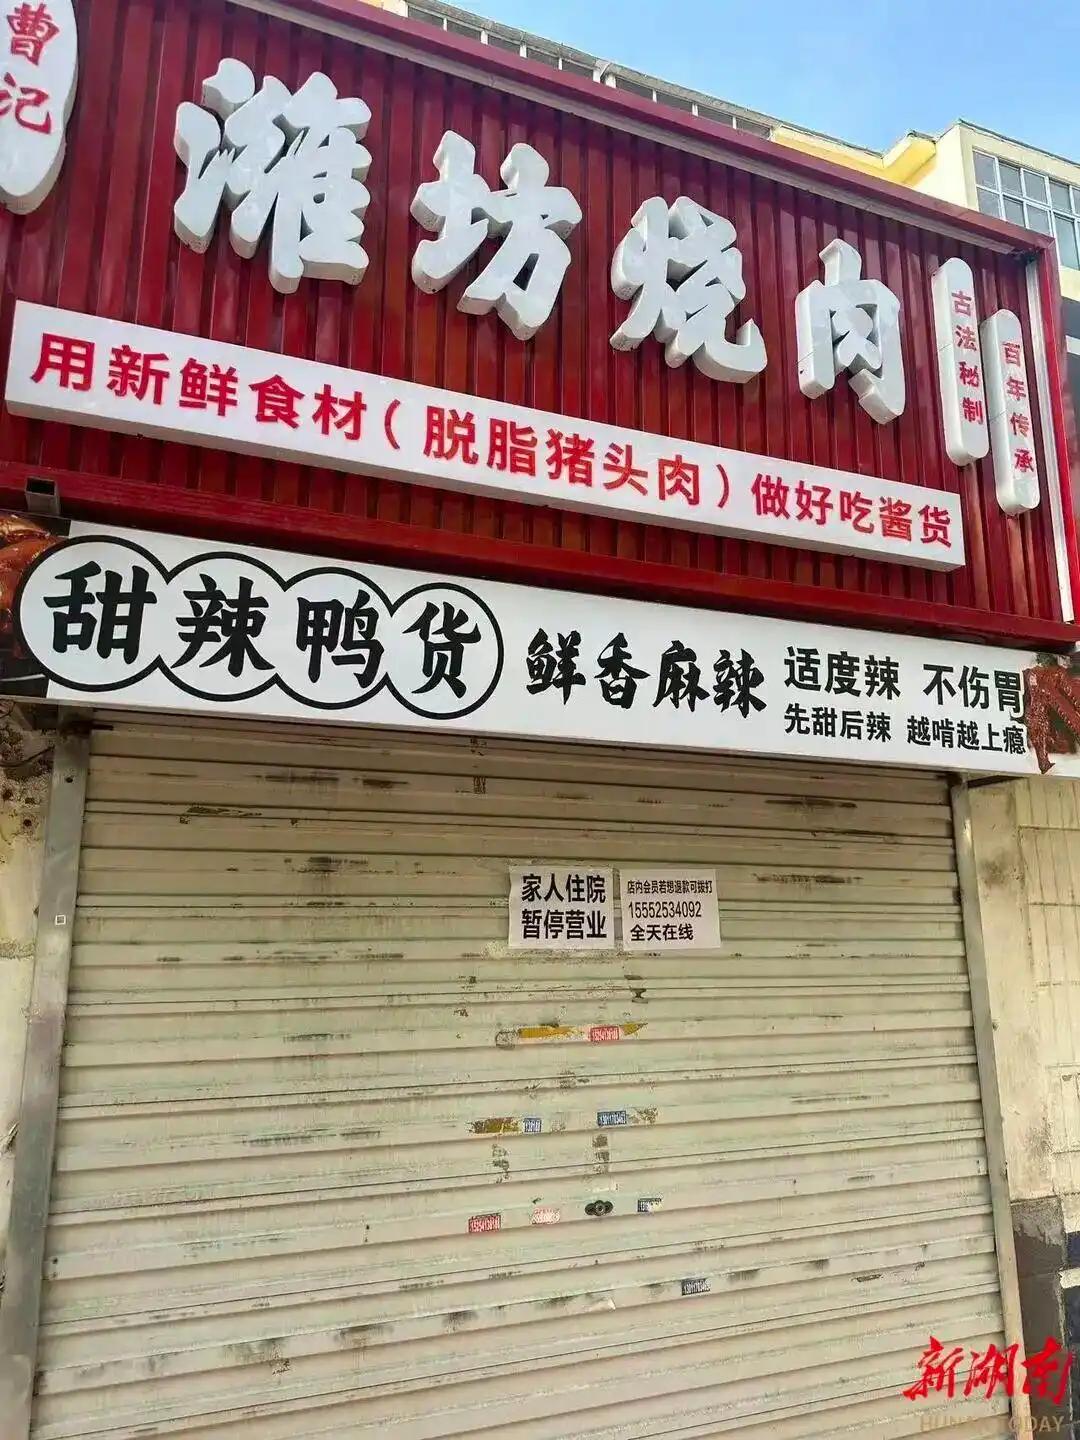 曹记
潍坊烧肉
古法秘制
百年传承
用新鲜食材(脱脂猪头肉)做好吃酱货
甜辣鸭货
鲜香麻辣
适度辣 不伤胃
先甜后辣 越啃越上瘾
家人住院
暂停营业
店内会员若想退款可拨打
15552534092
全天在线
新湖南
HUNAN TODAY